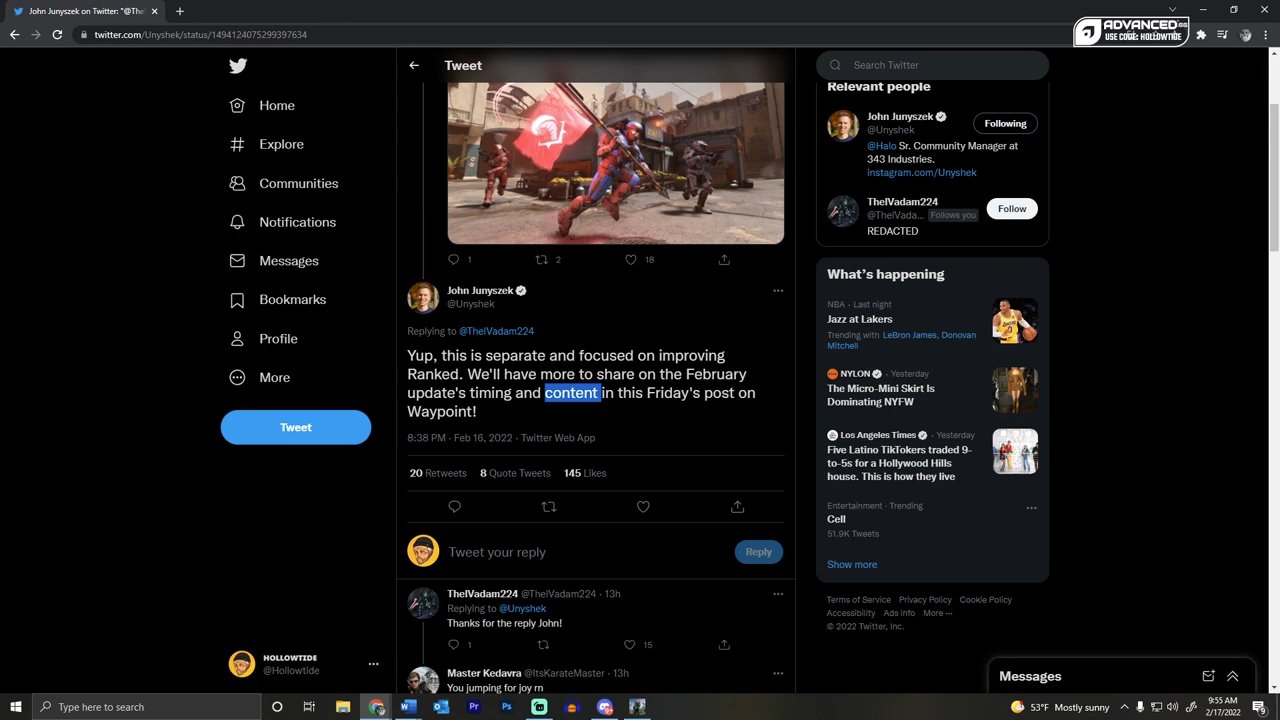 John Junyszek on Twitter: "@The
twitter.com/Unyshek/status/1494124075299397634
ADVANCED.GG
USE CODE: HOLLOWTIDE
Home
Explore
Communities
Notifications
Messages
Bookmarks
Profile
More
Tweet
HOLLOWTIDE
@Hollowtide
Tweet
1
2
18
John Junyszek
@Unyshek
Replying to @TheIVadam224
Yup, this is separate and focused on improving
Ranked. We'll have more to share on the February
update's timing and content in this Friday's post on
Waypoint!
8:38 PM · Feb 16, 2022 · Twitter Web App
20 Retweets 8 Quote Tweets 145 Likes
Tweet your reply
Reply
TheIVadam224 @TheIVadam224 · 13h
Replying to @Unyshek
Thanks for the reply John!
1
15
Master Kedavra @ItsKarateMaster · 13h
You jumping for joy rn
Search Twitter
Relevant people
John Junyszek
@Unyshek
Following
@Halo Sr. Community Manager at
343 Industries.
instagram.com/Unyshek
TheIVadam224
@TheIVada... Follows you
Follow
REDACTED
What's happening
NBA · Last night
Jazz at Lakers
Trending with LeBron James, Donovan
Mitchell
NYLON · Yesterday
The Micro-Mini Skirt Is
Dominating NYFW
Los Angeles Times · Yesterday
Five Latino TikTokers traded 9-
to-5s for a Hollywood Hills
house. This is how they live
Entertainment · Trending
Cell
51.9K Tweets
Show more
Terms of Service Privacy Policy Cookie Policy
Accessibility Ads info More ···
© 2022 Twitter, Inc.
Messages
Type here to search
53°F Mostly sunny
9:55 AM
2/17/2022